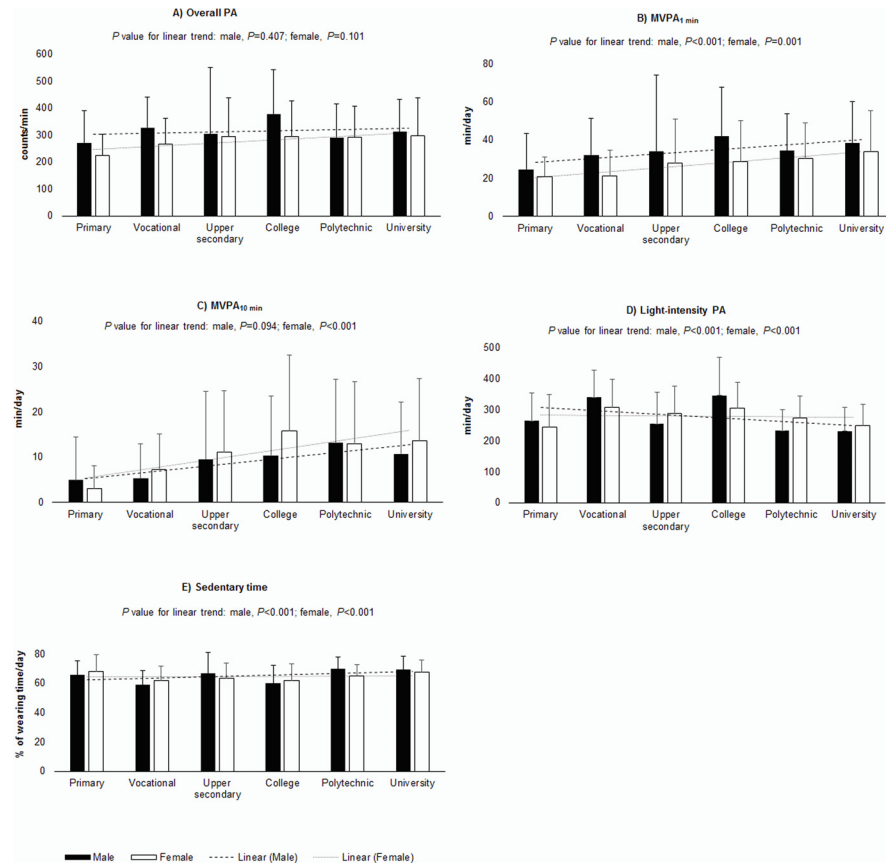 A) Overall PA
P value for linear trend: male, P=0.407; female, P=0.101
600
500
400
300
200
100
0
counts/min
Primary Vocational Upper secondary College Polytechnic University
B) MVPA1 min
P value for linear trend: male, P<0.001; female, P=0.001
80
60
40
20
0
min/day
Primary Vocational Upper secondary College Polytechnic University
C) MVPA10 min
P value for linear trend: male, P=0.094; female, P<0.001
40
30
20
10
0
min/day
Primary Vocational Upper secondary College Polytechnic University
D) Light-intensity PA
P value for linear trend: male, P<0.001; female, P<0.001
500
400
300
200
100
0
min/day
Primary Vocational Upper secondary College Polytechnic University
E) Sedentary time
P value for linear trend: male, P<0.001; female, P<0.001
80
60
40
20
0
% of wearing time/day
Primary Vocational Upper secondary College Polytechnic University
Male Female Linear (Male) Linear (Female)